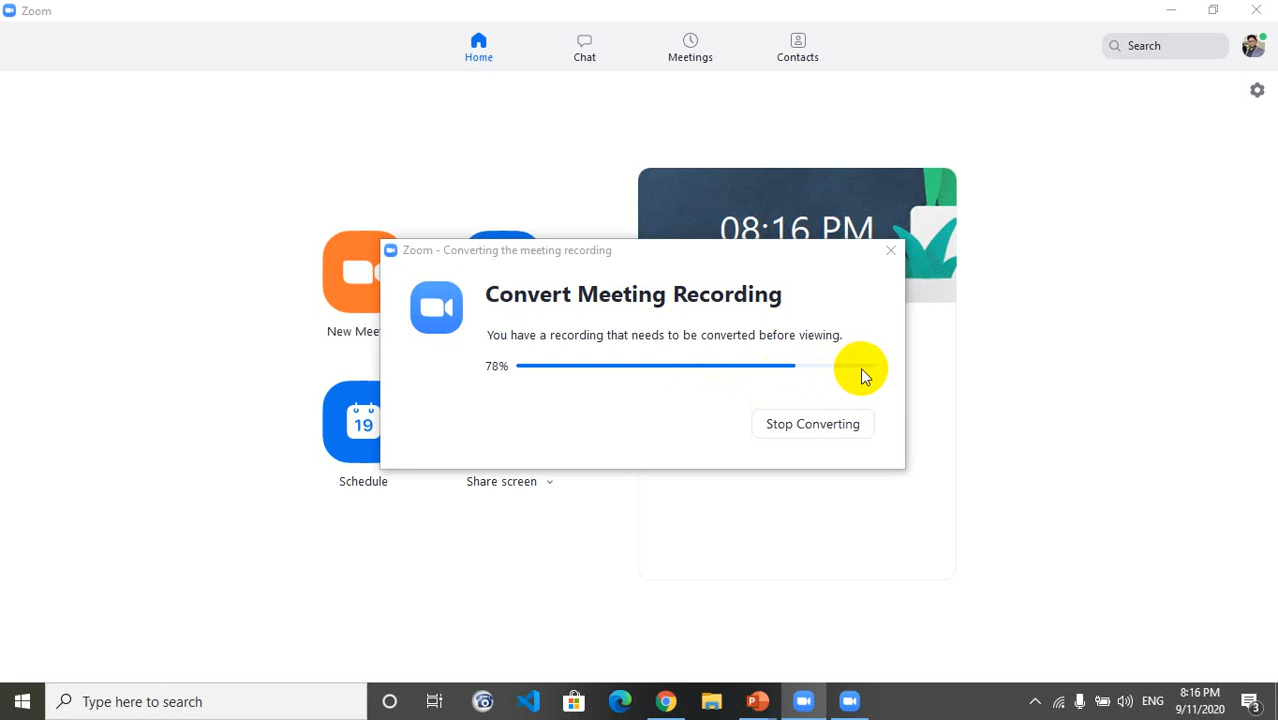 Zoom
Home
Chat
Meetings
Contacts
Search
08:16 PM
Zoom - Converting the meeting recording
Convert Meeting Recording
You have a recording that needs to be converted before viewing.
78%
Stop Converting
New Mee
19
Schedule
Share screen
Type here to search
ENG
8:16 PM
9/11/2020
3